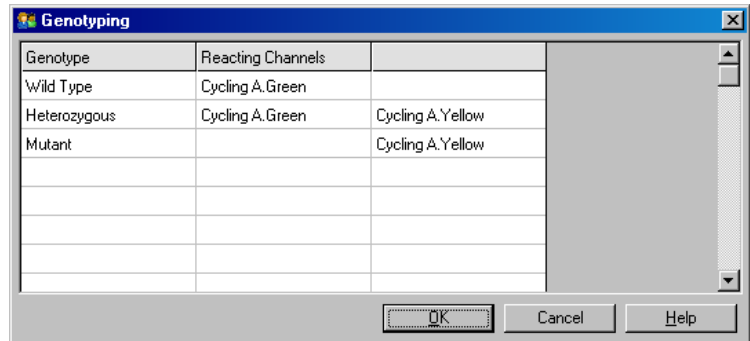 Genotyping
Genotype Reacting Channels
Wild Type Cycling A.Green
Heterozygous Cycling A.Green Cycling A.Yellow
Mutant Cycling A.Yellow
OK Cancel Help